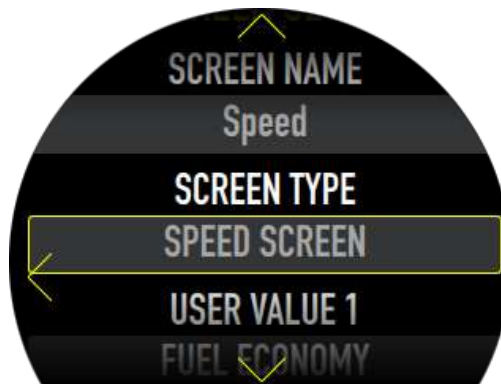 SCREEN NAME
Speed
SCREEN TYPE
SPEED SCREEN
USER VALUE 1
FUEL ECONOMY